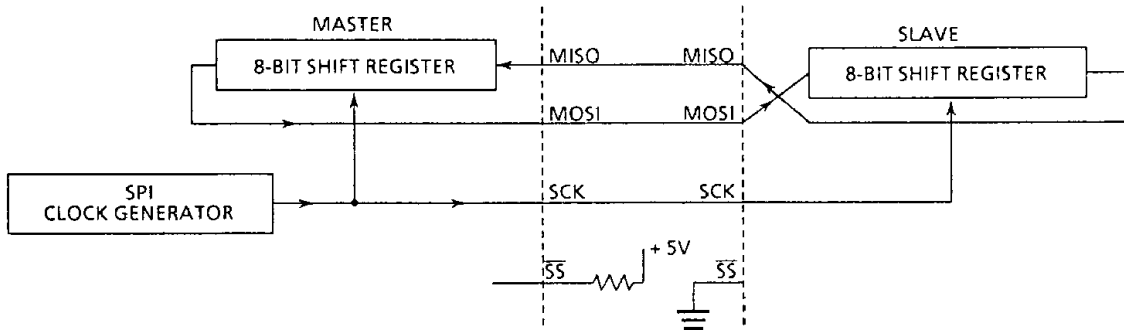 MASTER
8-BIT SHIFT REGISTER
MISO
MISO
SLAVE
8-BIT SHIFT REGISTER
MOSI
MOSI
SPI
CLOCK GENERATOR
SCK
SCK
+ 5V
SS
SS